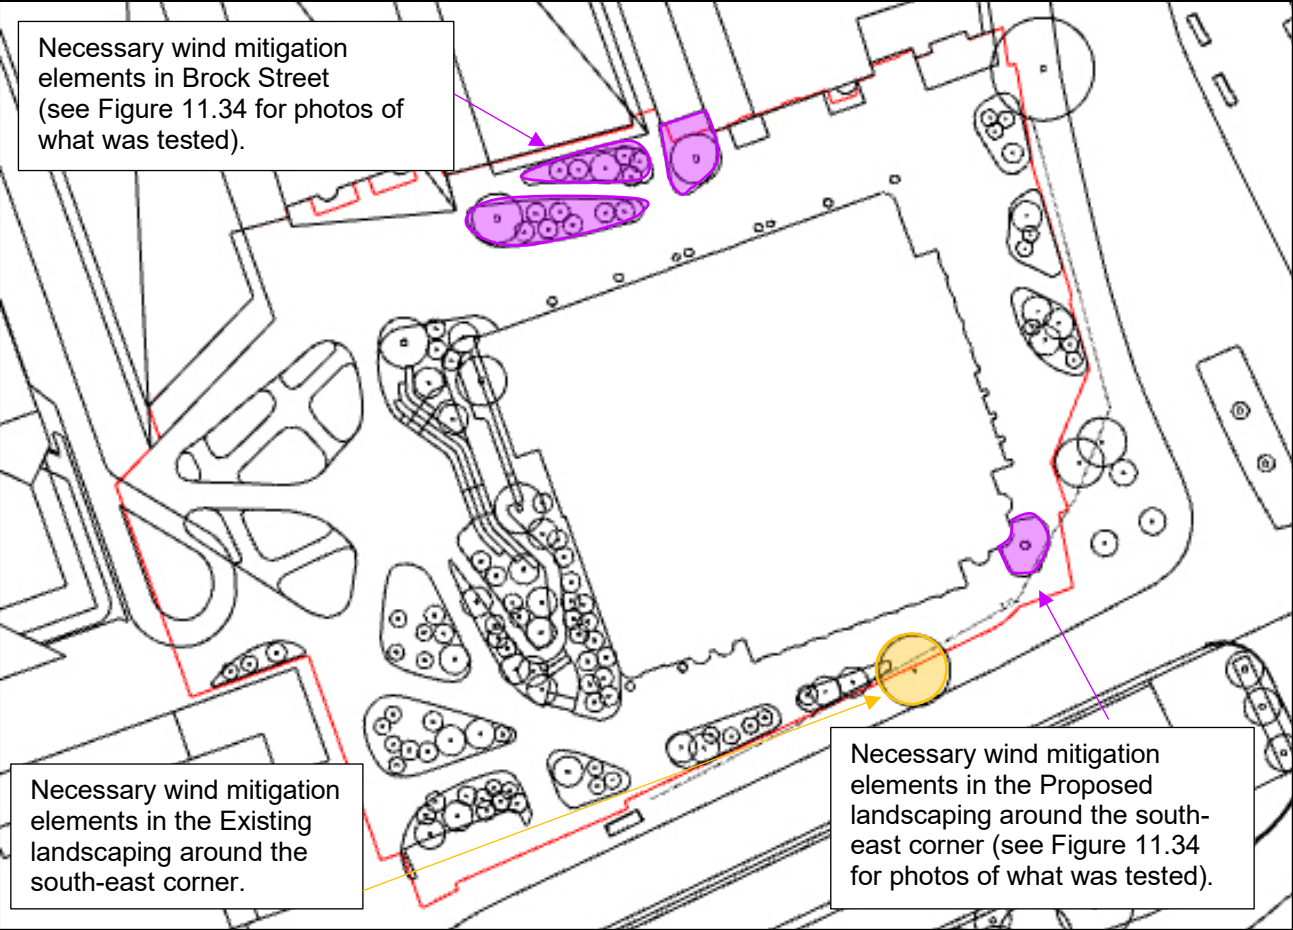 Necessary wind mitigation
elements in Brock Street
(see Figure 11.34 for photos of
what was tested).
Necessary wind mitigation
elements in the Existing
landscaping around the
south-east corner.
Necessary wind mitigation
elements in the Proposed
landscaping around the south-
east corner (see Figure 11.34
for photos of what was tested).